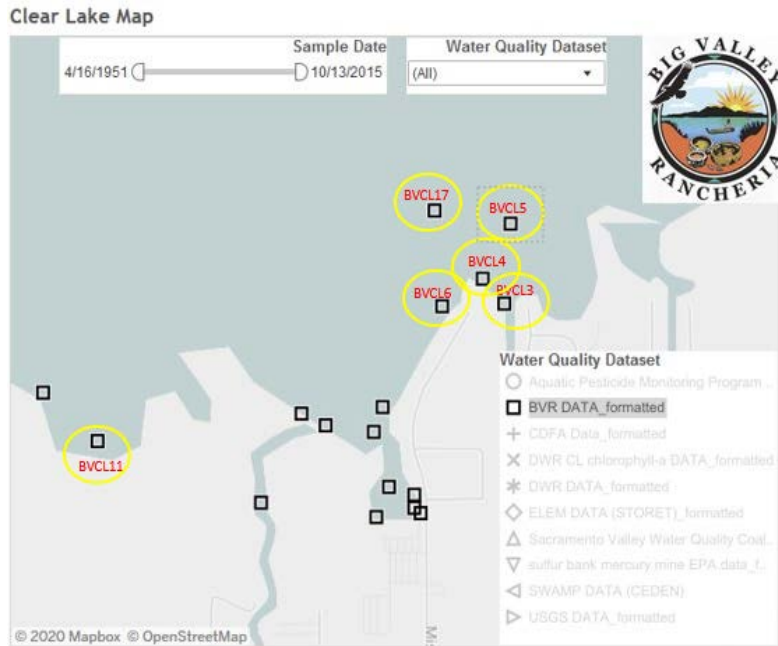 Clear Lake Map
Sample Date
4/16/1951
10/13/2015
Water Quality Dataset
(All)
BIG VALLEY
RANCHERIA
BVCL17
BVCL5
BVCL4
BVCL6
BVCL3
BVCL11
Water Quality Dataset
Aquatic Pesticide Monitoring Program ..
BVR DATA_formatted
CDFA Data_formatted
DWR CL chlorophyll-a DATA_formatted
DWR DATA_formatted
ELEM DATA (STORET)_formatted
Sacramento Valley Water Quality Coal..
sulfur bank mercury mine EPA data_f..
SWAMP DATA (CEDEN)
USGS DATA_formatted
© 2020 Mapbox © OpenStreetMap